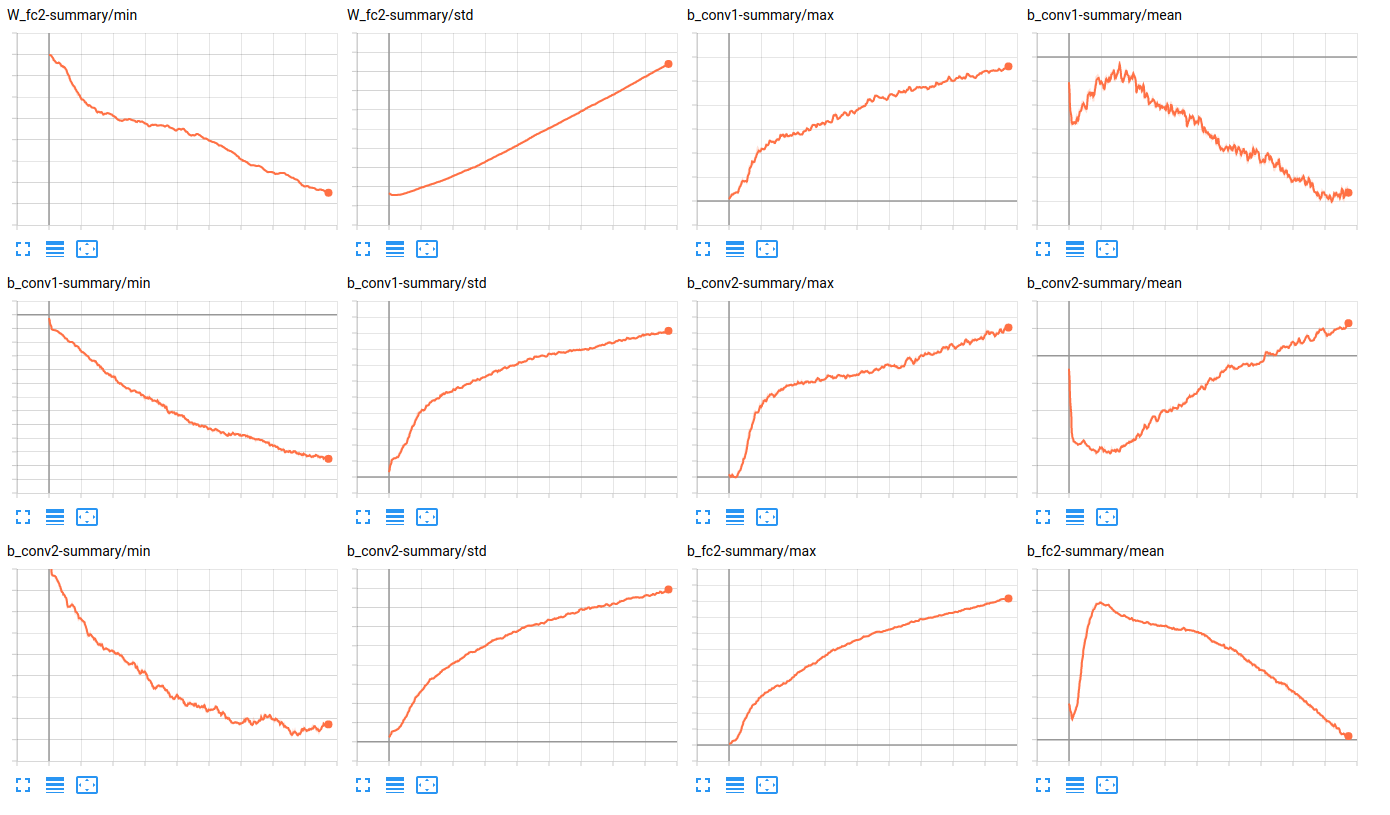 W_fc2-summary/min
W_fc2-summary/std
b_conv1-summary/max
b_conv1-summary/mean
b_conv1-summary/min
b_conv1-summary/std
b_conv2-summary/max
b_conv2-summary/mean
b_conv2-summary/min
b_conv2-summary/std
b_fc2-summary/max
b_fc2-summary/mean